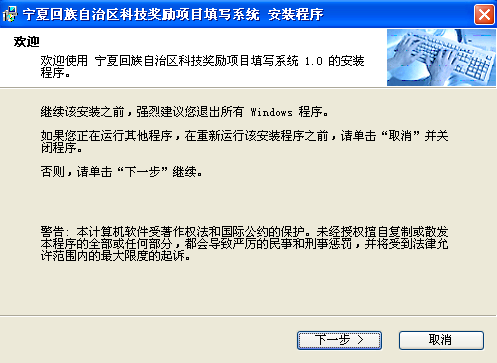 宁夏回族自治区科技奖励项目填写系统 安装程序
欢迎
欢迎使用 宁夏回族自治区科技奖励项目填写系统 1.0 的安装
程序。
继续该安装之前，强烈建议您退出所有 Windows 程序。
如果您正在运行其他程序，在重新运行该安装程序之前，请单击“取消”并关
闭程序。
否则，请单击“下一步”继续。
警告: 本计算机软件受著作权法和国际公约的保护。未经授权擅自复制或散发
本程序的全部或任何部分，都会导致严厉的民事和刑事惩罚，并将受到法律允
许范围内的最大限度的起诉。
下一步 >
取消